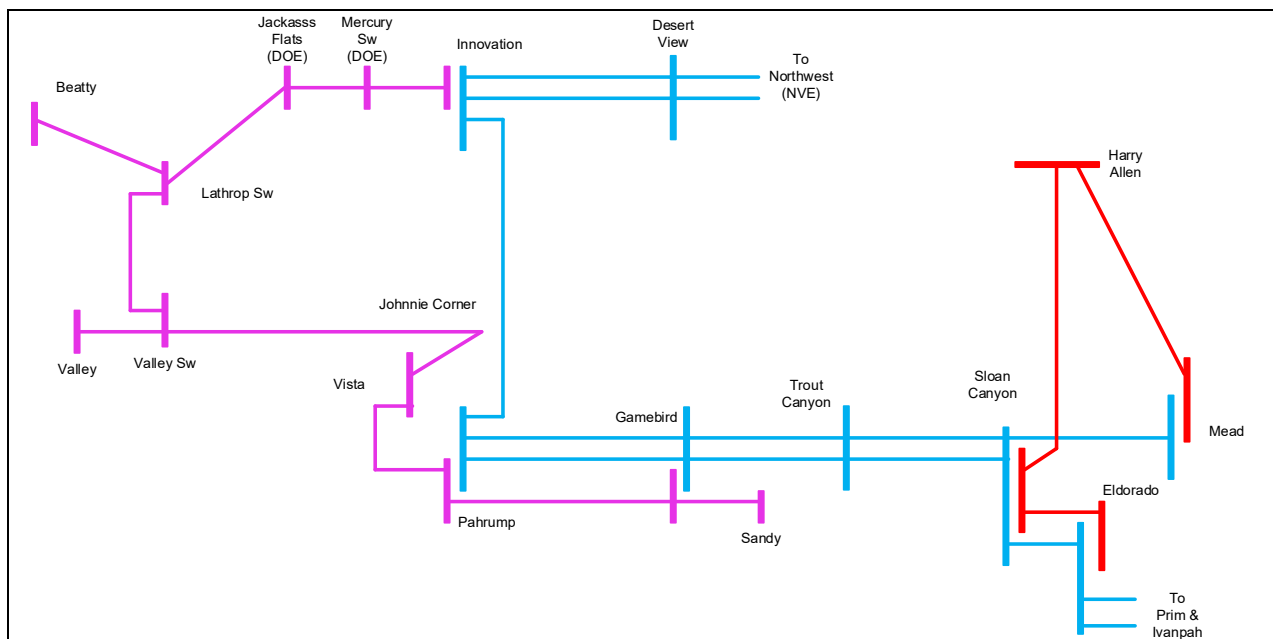 Jackasss
Flats
(DOE)
Mercury
Sw
(DOE)
Innovation
Desert
View
To
Northwest
(NVE)
Beatty
Harry
Allen
Lathrop Sw
Johnnie Corner
Valley
Valley Sw
Vista
Gamebird
Trout
Canyon
Sloan
Canyon
Mead
Eldorado
Pahrump
Sandy
To
Prim &
Ivanpah